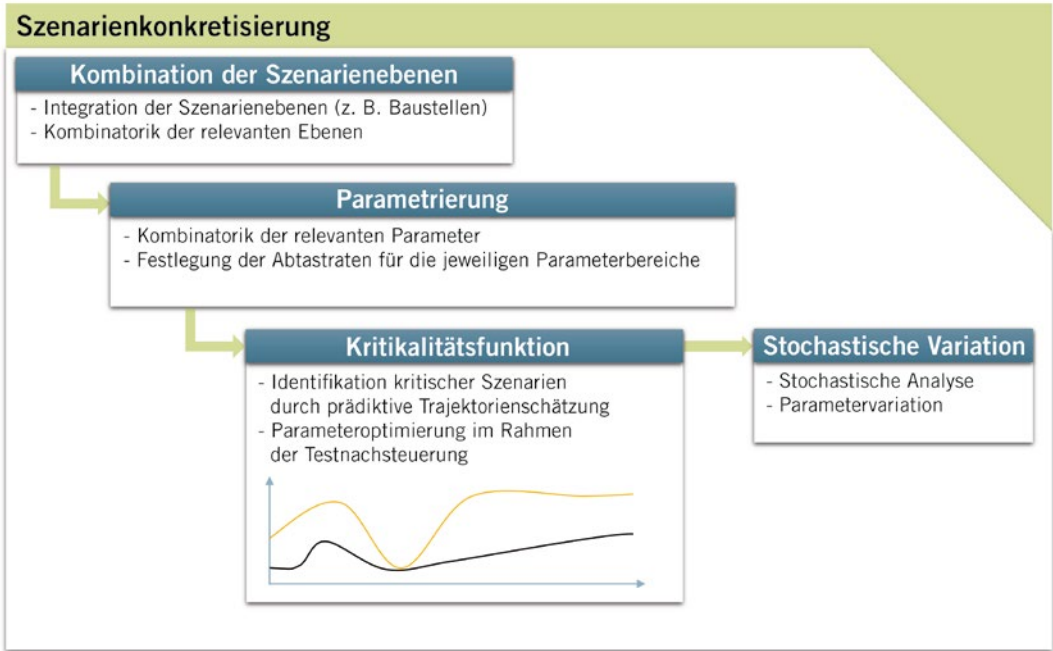 Szenarienkonkretisierung
Kombination der Szenarienebenen
- Integration der Szenarienebenen (z. B. Baustellen)
- Kombinatorik der relevanten Ebenen
Parametrierung
- Kombinatorik der relevanten Parameter
- Festlegung der Abtastraten für die jeweiligen Parameterbereiche
Kritikalitätsfunktion
- Identifikation kritischer Szenarien
durch prädiktive Trajektorienschätzung
- Parameteroptimierung im Rahmen
der Testnachsteuerung
Stochastische Variation
- Stochastische Analyse
- Parametervariation